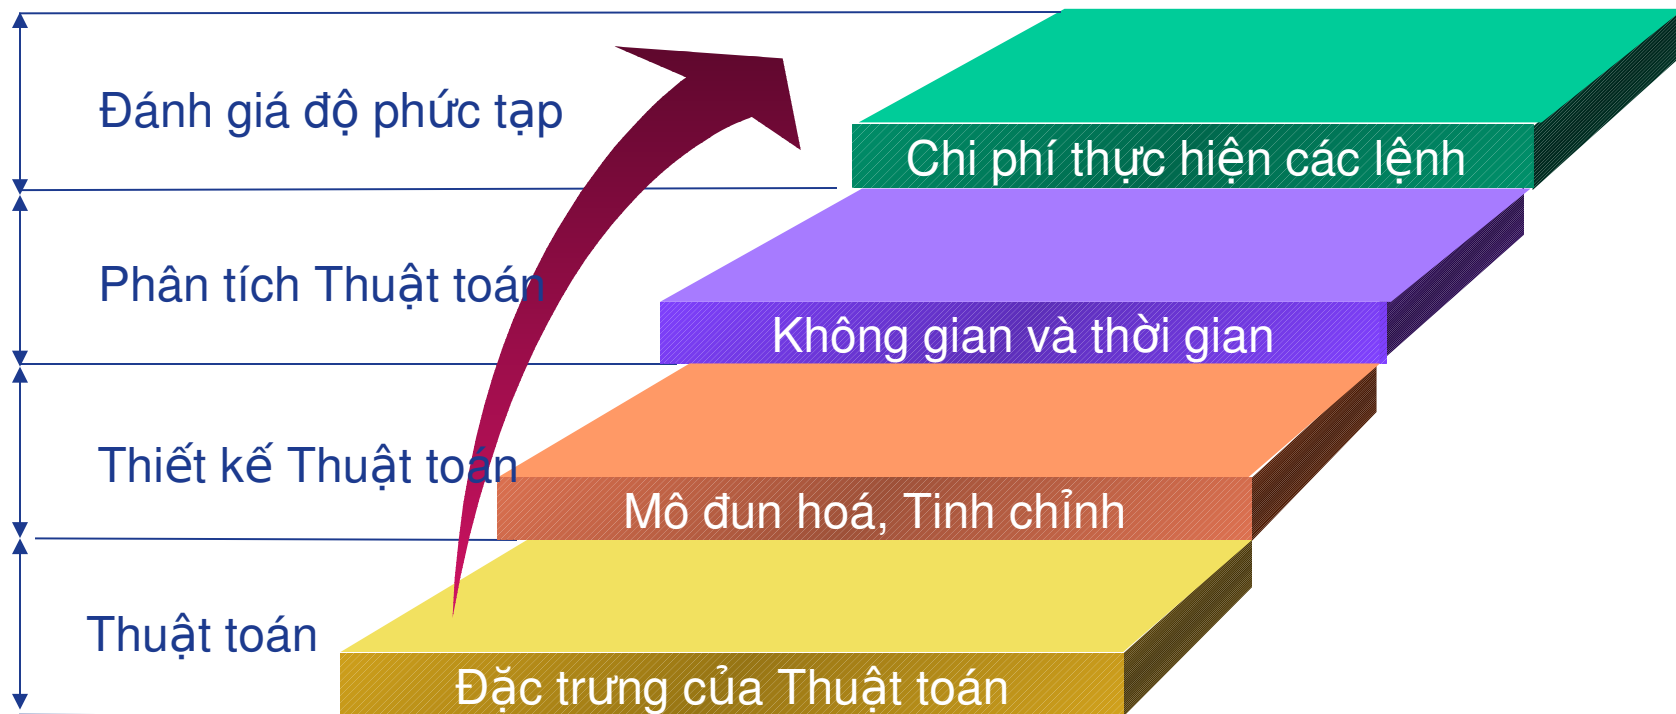 Đánh giá độ phức tạp
Chi phí thực hiện các lệnh
Phân tích Thuật toán
Không gian và thời gian
Thiết kế Thuật toán
Mô đun hoá, Tinh chỉnh
Thuật toán
Đặc trưng của Thuật toán